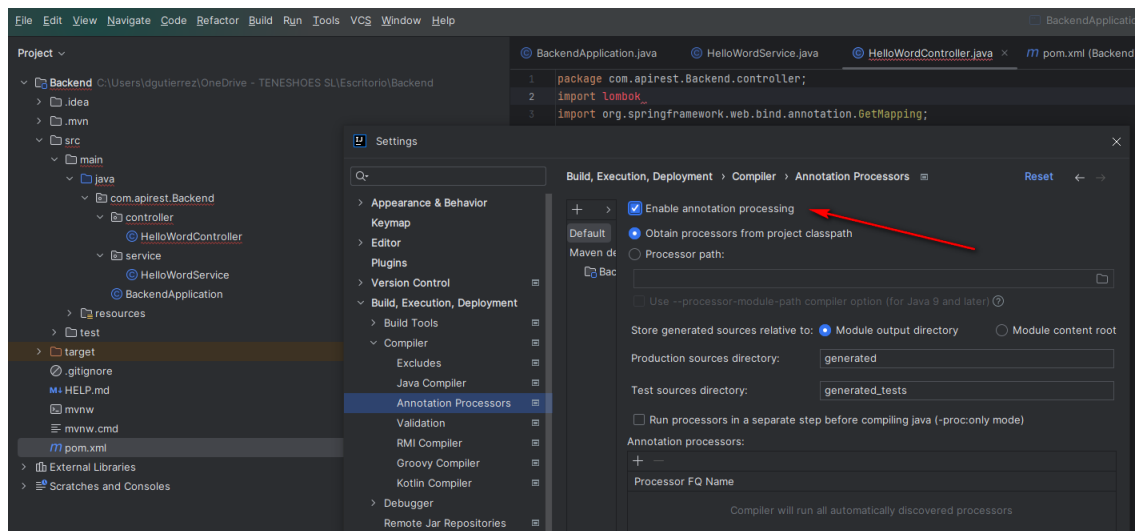 File Edit View Navigate Code Refactor Build Run Tools VCS Window Help BackendApplicatio
Project
BackendApplication.java HelloWordService.java HelloWordController.java pom.xml (Backend
1 package com.apirest.Backend.controller;
2 import lombok_
3 import org.springframework.web.bind.annotation.GetMapping;
Backend C:\Users\dgutierrez\OneDrive - TENESHOES SL\Escritorio\Backend
.idea
.mvn
src
main
java
com.apirest.Backend
controller
HelloWordController
service
HelloWordService
BackendApplication
resources
test
target
.gitignore
M↓ HELP.md
mvnw
mvnw.cmd
m pom.xml
External Libraries
Scratches and Consoles
Settings
Appearance & Behavior
Keymap
Editor
Plugins
Version Control
Build, Execution, Deployment
Build Tools
Compiler
Excludes
Java Compiler
Annotation Processors
Validation
RMI Compiler
Groovy Compiler
Kotlin Compiler
Debugger
Remote Jar Repositories
Build, Execution, Deployment › Compiler › Annotation Processors Reset
Default
Maven de
Bac
Enable annotation processing
Obtain processors from project classpath
Processor path:
Use --processor-module-path compiler option (for Java 9 and later)
Store generated sources relative to: Module output directory Module content root
Production sources directory: generated
Test sources directory: generated_tests
Run processors in a separate step before compiling java (-proc:only mode)
Annotation processors:
Processor FQ Name
Compiler will run all automatically discovered processors